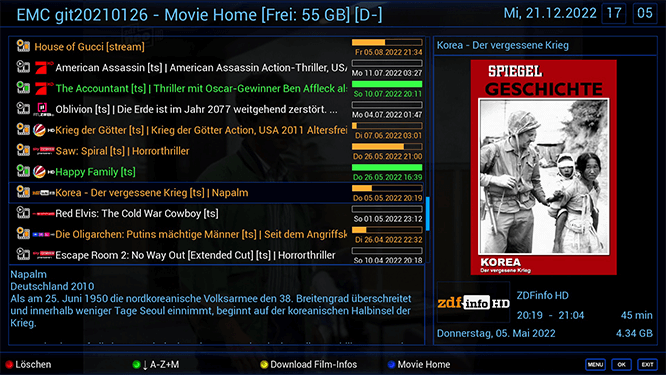 EMC git20210126 - Movie Home [Frei: 55 GB] [D-]
Mi, 21.12.2022 17 05
House of Gucci [stream]
Fr 05.08.2022 21:34
American Assassin [ts] | American Assassin Action-Thriller, USA
Mo 11.07.2022 03:27
The Accountant [ts] | Thriller mit Oscar-Gewinner Ben Affleck als
So 10.07.2022 20:11
Oblivion [ts] | Die Erde ist im Jahr 2077 weitgehend zerstört. ...
Mo 04.07.2022 01:47
Krieg der Götter [ts] | Krieg der Götter Action, USA 2011 Altersfrei
Di 07.06.2022 03:01
Saw: Spiral [ts] | Horrorthriller
Do 26.05.2022 21:00
Happy Family [ts]
Do 26.05.2022 16:39
Korea - Der vergessene Krieg [ts] | Napalm
Do 05.05.2022 20:19
Red Elvis: The Cold War Cowboy [ts]
So 01.05.2022 23:12
Die Oligarchen: Putins mächtige Männer [ts] | Seit dem Angriffsk
Di 26.04.2022 22:32
Escape Room 2: No Way Out [Extended Cut] [ts] | Horrorthriller
So 10.04.2022 20:18
Napalm
Deutschland 2010
Als am 25. Juni 1950 die nordkoreanische Volksarmee den 38. Breitengrad überschreitet
und innerhalb weniger Tage Seoul einnimmt, beginnt auf der koreanischen Halbinsel der
Krieg.
Korea - Der vergessene Krieg
SPIEGEL
GESCHICHTE
KOREA
Der vergessene Krieg
zdf info HD
ZDFinfo HD
20:19 - 21:04 45 min
Donnerstag, 05. Mai 2022 4.34 GB
Löschen
↓ A-Z+M
Download Film-Infos
Movie Home
MENU
OK
EXIT